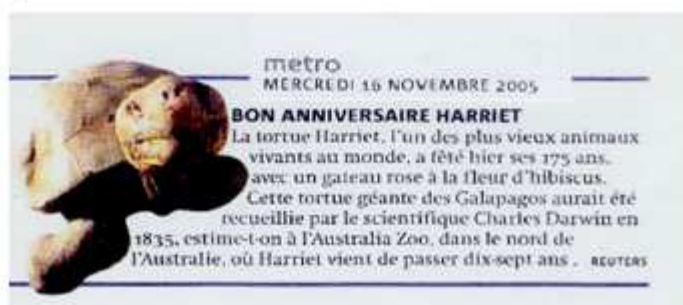 metro
MERCREDI 16 NOVEMBRE 2005
BON ANNIVERSAIRE HARRIET
La tortue Harriet, l'un des plus vieux animaux
vivants au monde, a fêté hier ses 175 ans,
avec un gateau rose à la fleur d'hibiscus.
Cette tortue géante des Galapagos aurait été
recueillie par le scientifique Charles Darwin en
1835, estime-t-on à l'Australia Zoo, dans le nord de
l'Australie, où Harriet vient de passer dix-sept ans . REUTERS